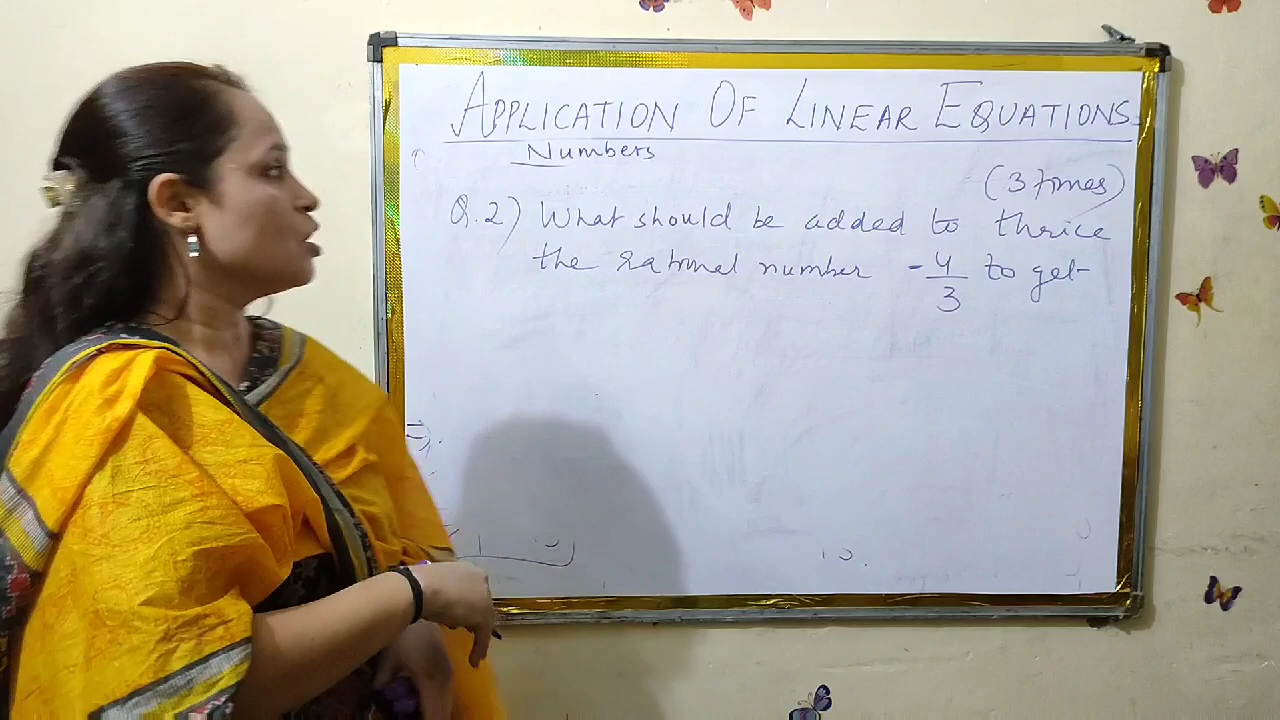 APPLICATION OF LINEAR EQUATIONS
Numbers
(3 times)
Q.2) What should be added to thrice
the rational number -4/3 to get